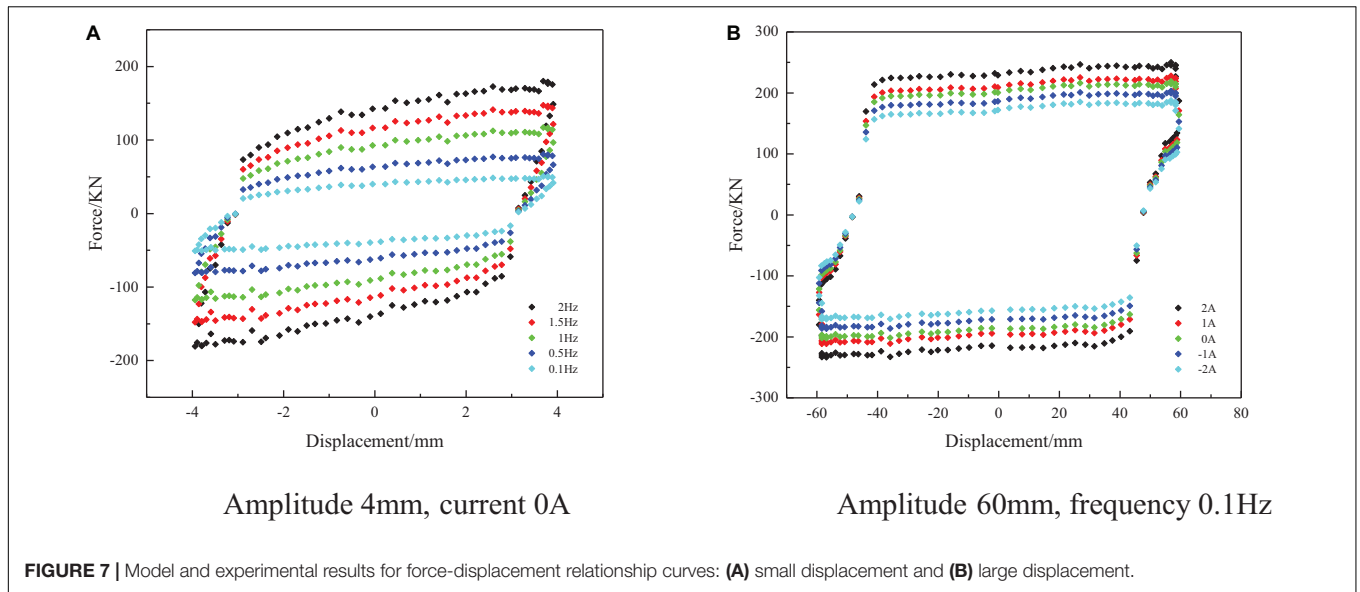 A
200
100
0
-100
-200
Force/KN
2Hz
1.5Hz
1Hz
0.5Hz
0.1Hz
-4
-2
0
2
4
Displacement/mm
Amplitude 4mm, current 0A
B
300
200
100
0
-100
-200
-300
Force/KN
2A
1A
0A
-1A
-2A
-60
-40
-20
0
20
40
60
80
Displacement/mm
Amplitude 60mm, frequency 0.1Hz
FIGURE 7 | Model and experimental results for force-displacement relationship curves: (A) small displacement and (B) large displacement.